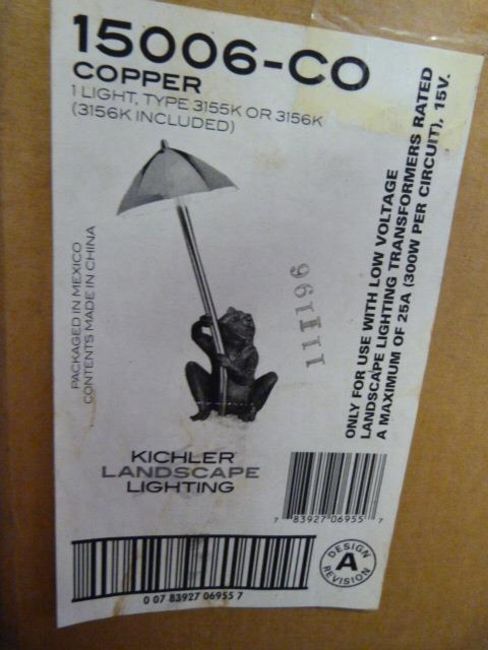 15006-CO
COPPER
1 LIGHT, TYPE 3155K OR 3156K
(3156K INCLUDED)
PACKAGED IN MEXICO
CONTENTS MADE IN CHINA
ONLY FOR USE WITH LOW VOLTAGE
LANDSCAPE LIGHTING TRANSFORMERS RATED
A MAXIMUM OF 25A (300W PER CIRCUIT), 15V.
KICHLER
LANDSCAPE
LIGHTING
7 83927 06955 7
DESIGN
A
REVISION
0 07 83927 06955 7